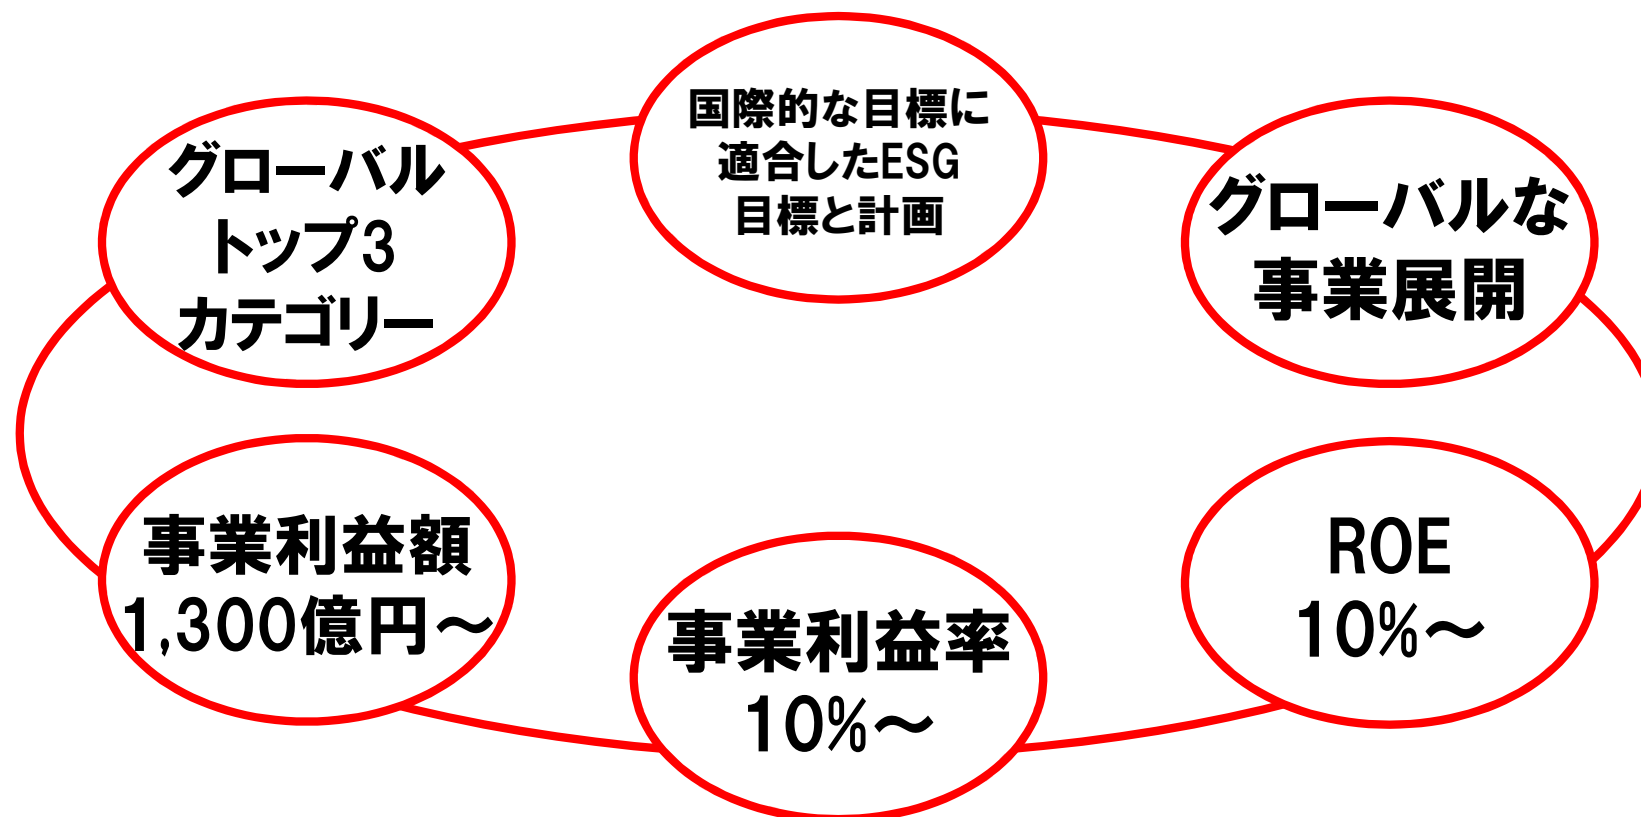 国際的な目標に
適合したESG
目標と計画
グローバル
トップ3
カテゴリー
グローバルな
事業展開
事業利益額
1,300億円～
事業利益率
10%～
ROE
10%～